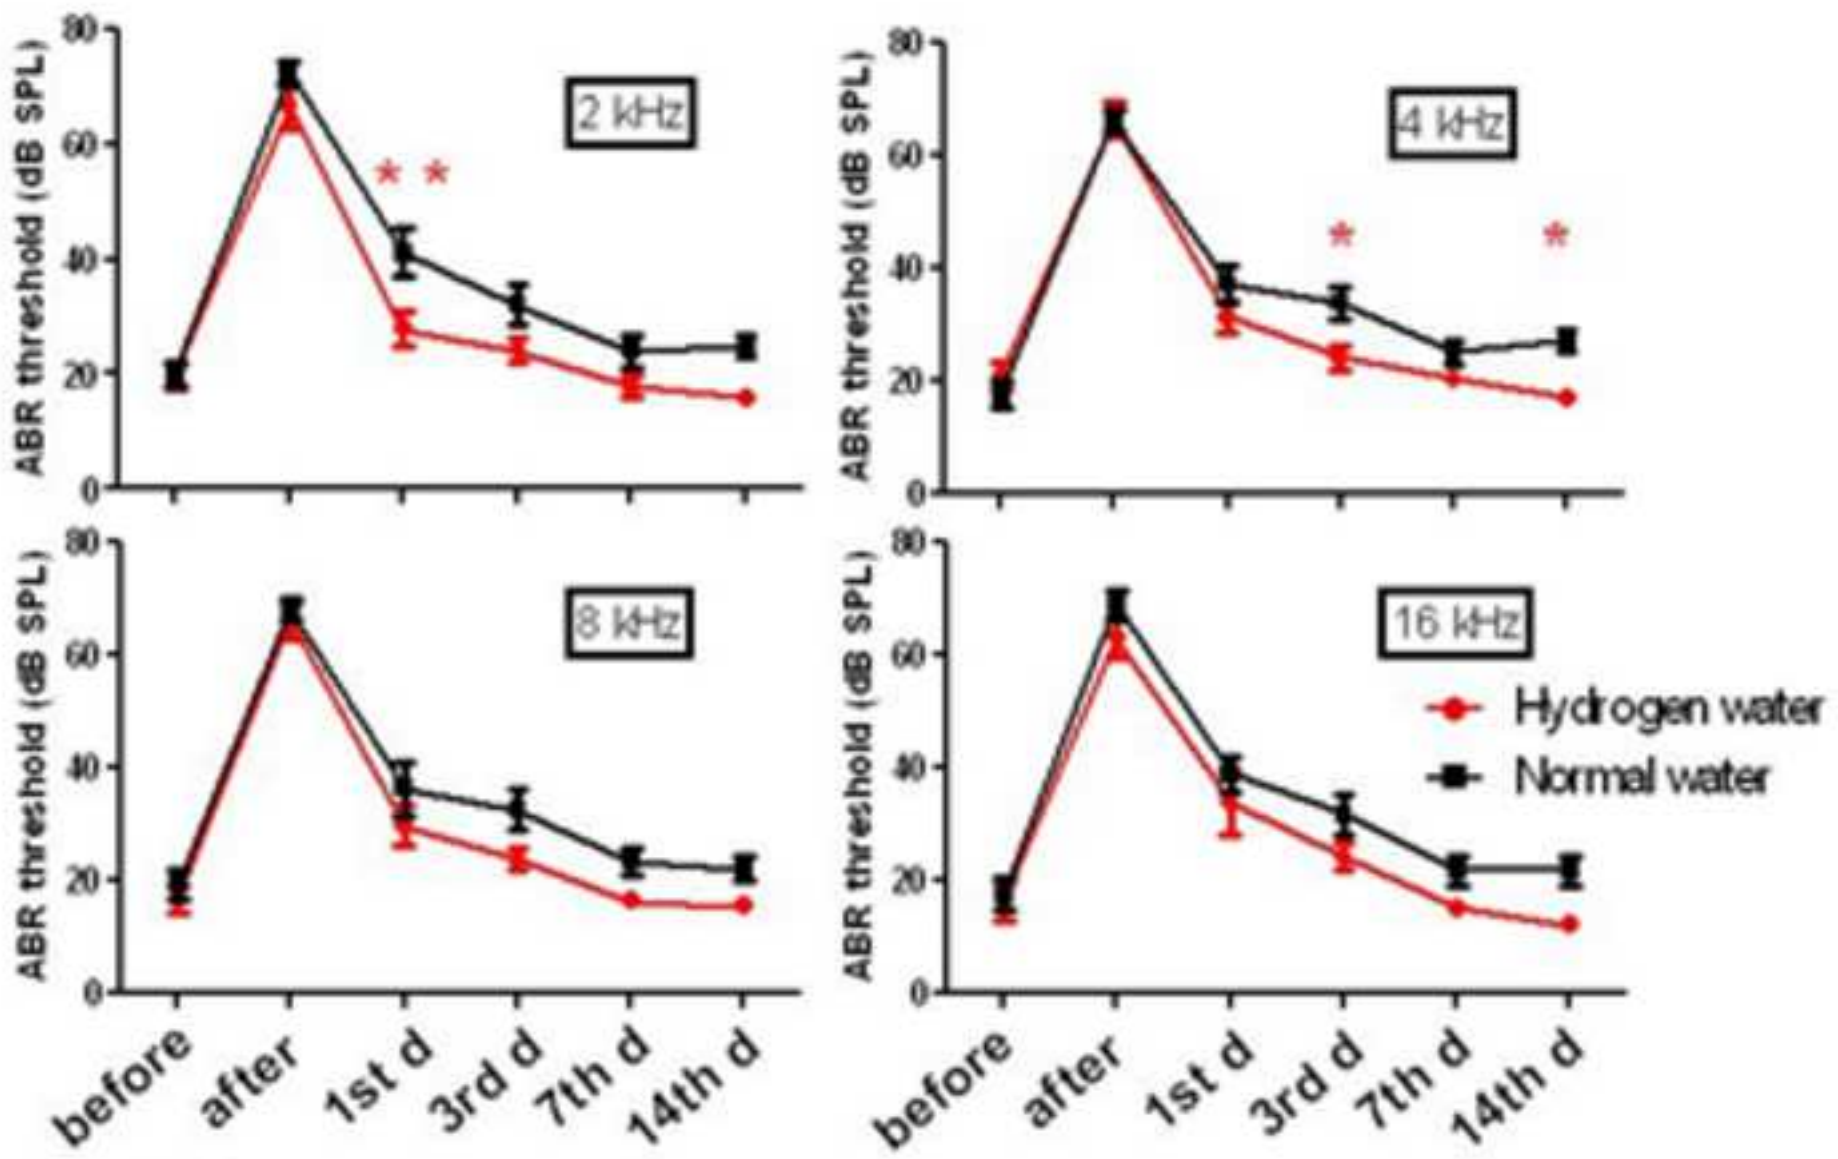 ABR threshold (dB SPL)
80
60
40
20
0
2 kHz
* *
ABR threshold (dB SPL)
80
60
40
20
0
4 kHz
* *
ABR threshold (dB SPL)
80
60
40
20
0
8 kHz
before
after
1st d
3rd d
7th d
14th d
ABR threshold (dB SPL)
80
60
40
20
0
16 kHz
Hydrogen water
Normal water
before
after
1st d
3rd d
7th d
14th d